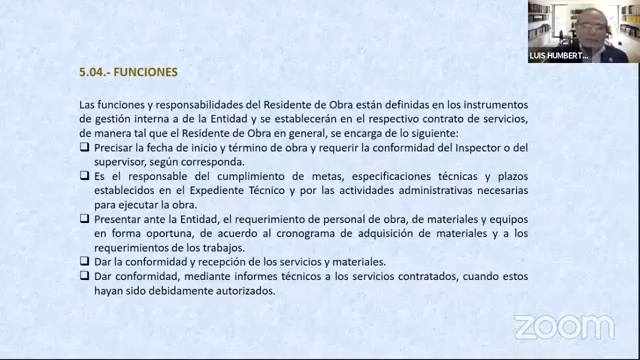 LUIS HUMBERT...
5.04.- FUNCIONES
Las funciones y responsabilidades del Residente de Obra están definidas en los instrumentos
de gestión interna a de la Entidad y se establecerán en el respectivo contrato de servicios,
de manera tal que el Residente de Obra en general, se encarga de lo siguiente:
❑ Precisar la fecha de inicio y término de obra y requerir la conformidad del Inspector o del
supervisor, según corresponda.
❑ Es el responsable del cumplimiento de metas, especificaciones técnicas y plazos
establecidos en el Expediente Técnico y por las actividades administrativas necesarias
para ejecutar la obra.
❑ Presentar ante la Entidad, el requerimiento de personal de obra, de materiales y equipos
en forma oportuna, de acuerdo al cronograma de adquisición de materiales y a los
requerimientos de los trabajos.
❑ Dar la conformidad y recepción de los servicios y materiales.
❑ Dar conformidad, mediante informes técnicos a los servicios contratados, cuando estos
hayan sido debidamente autorizados.
zoom